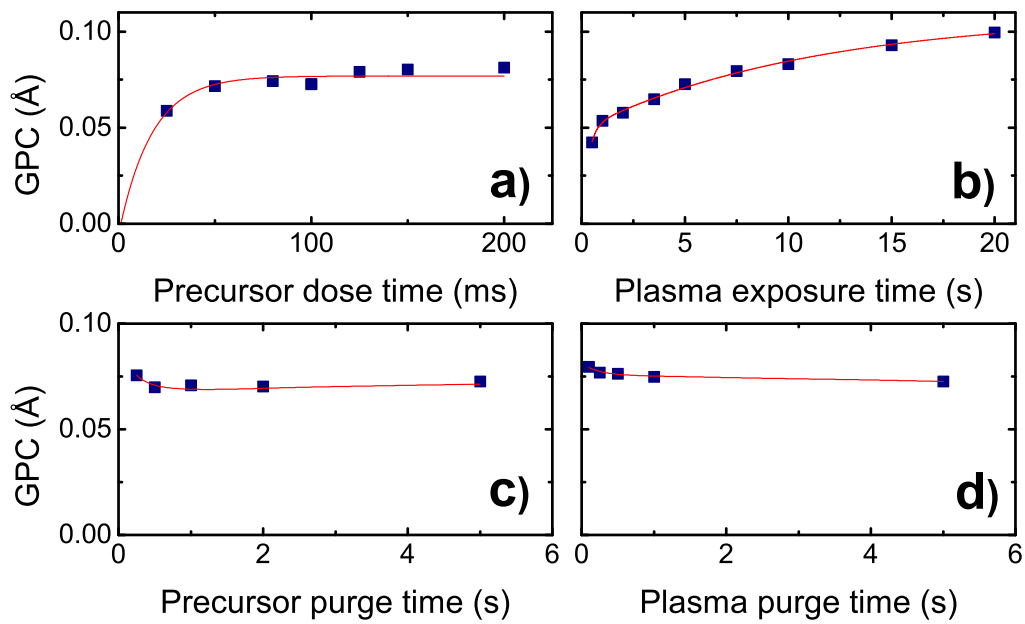 0.10
0.05
0.00
GPC (Å)
a)
0 100 200
Precursor dose time (ms)
b)
0 5 10 15 20
Plasma exposure time (s)
0.10
0.05
0.00
GPC (Å)
c)
0 2 4 6
Precursor purge time (s)
d)
0 2 4 6
Plasma purge time (s)